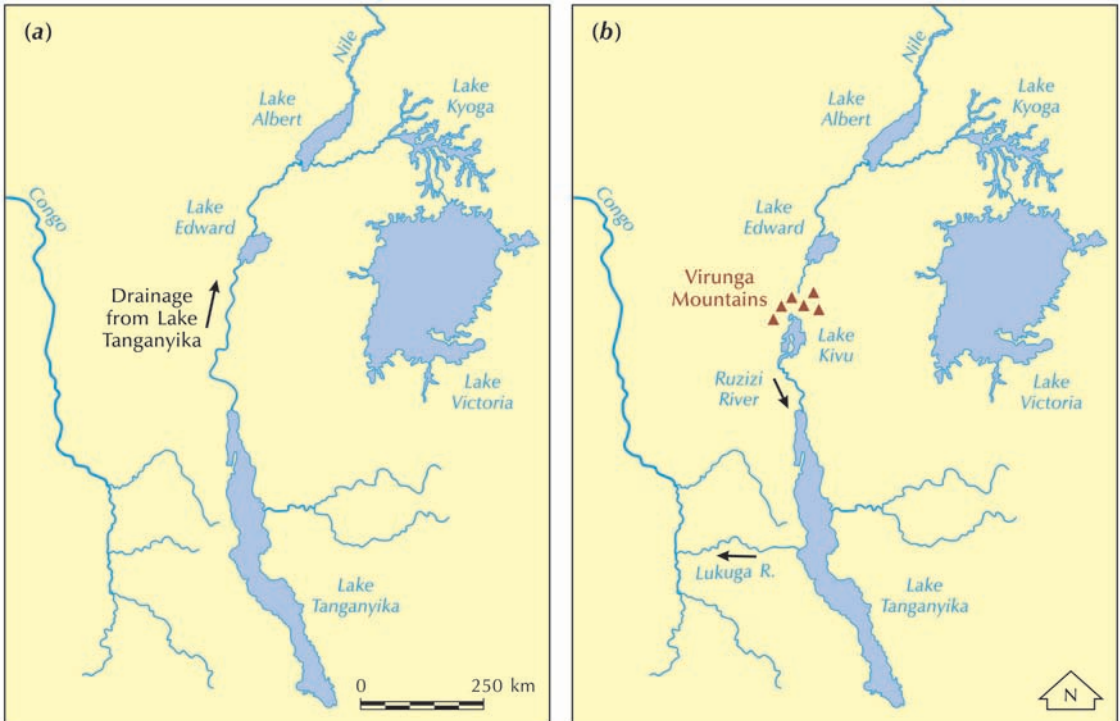 (a)
Nile
Lake
Albert
Lake
Kyoga
Congo
Lake
Edward
Drainage
from Lake
Tanganyika
Lake
Victoria
Lake
Tanganyika
0 250 km
(b)
Nile
Lake
Albert
Lake
Kyoga
Congo
Lake
Edward
Virunga
Mountains
Lake
Kivu
Ruzizi
River
Lake
Victoria
Lukuga R.
Lake
Tanganyika
N